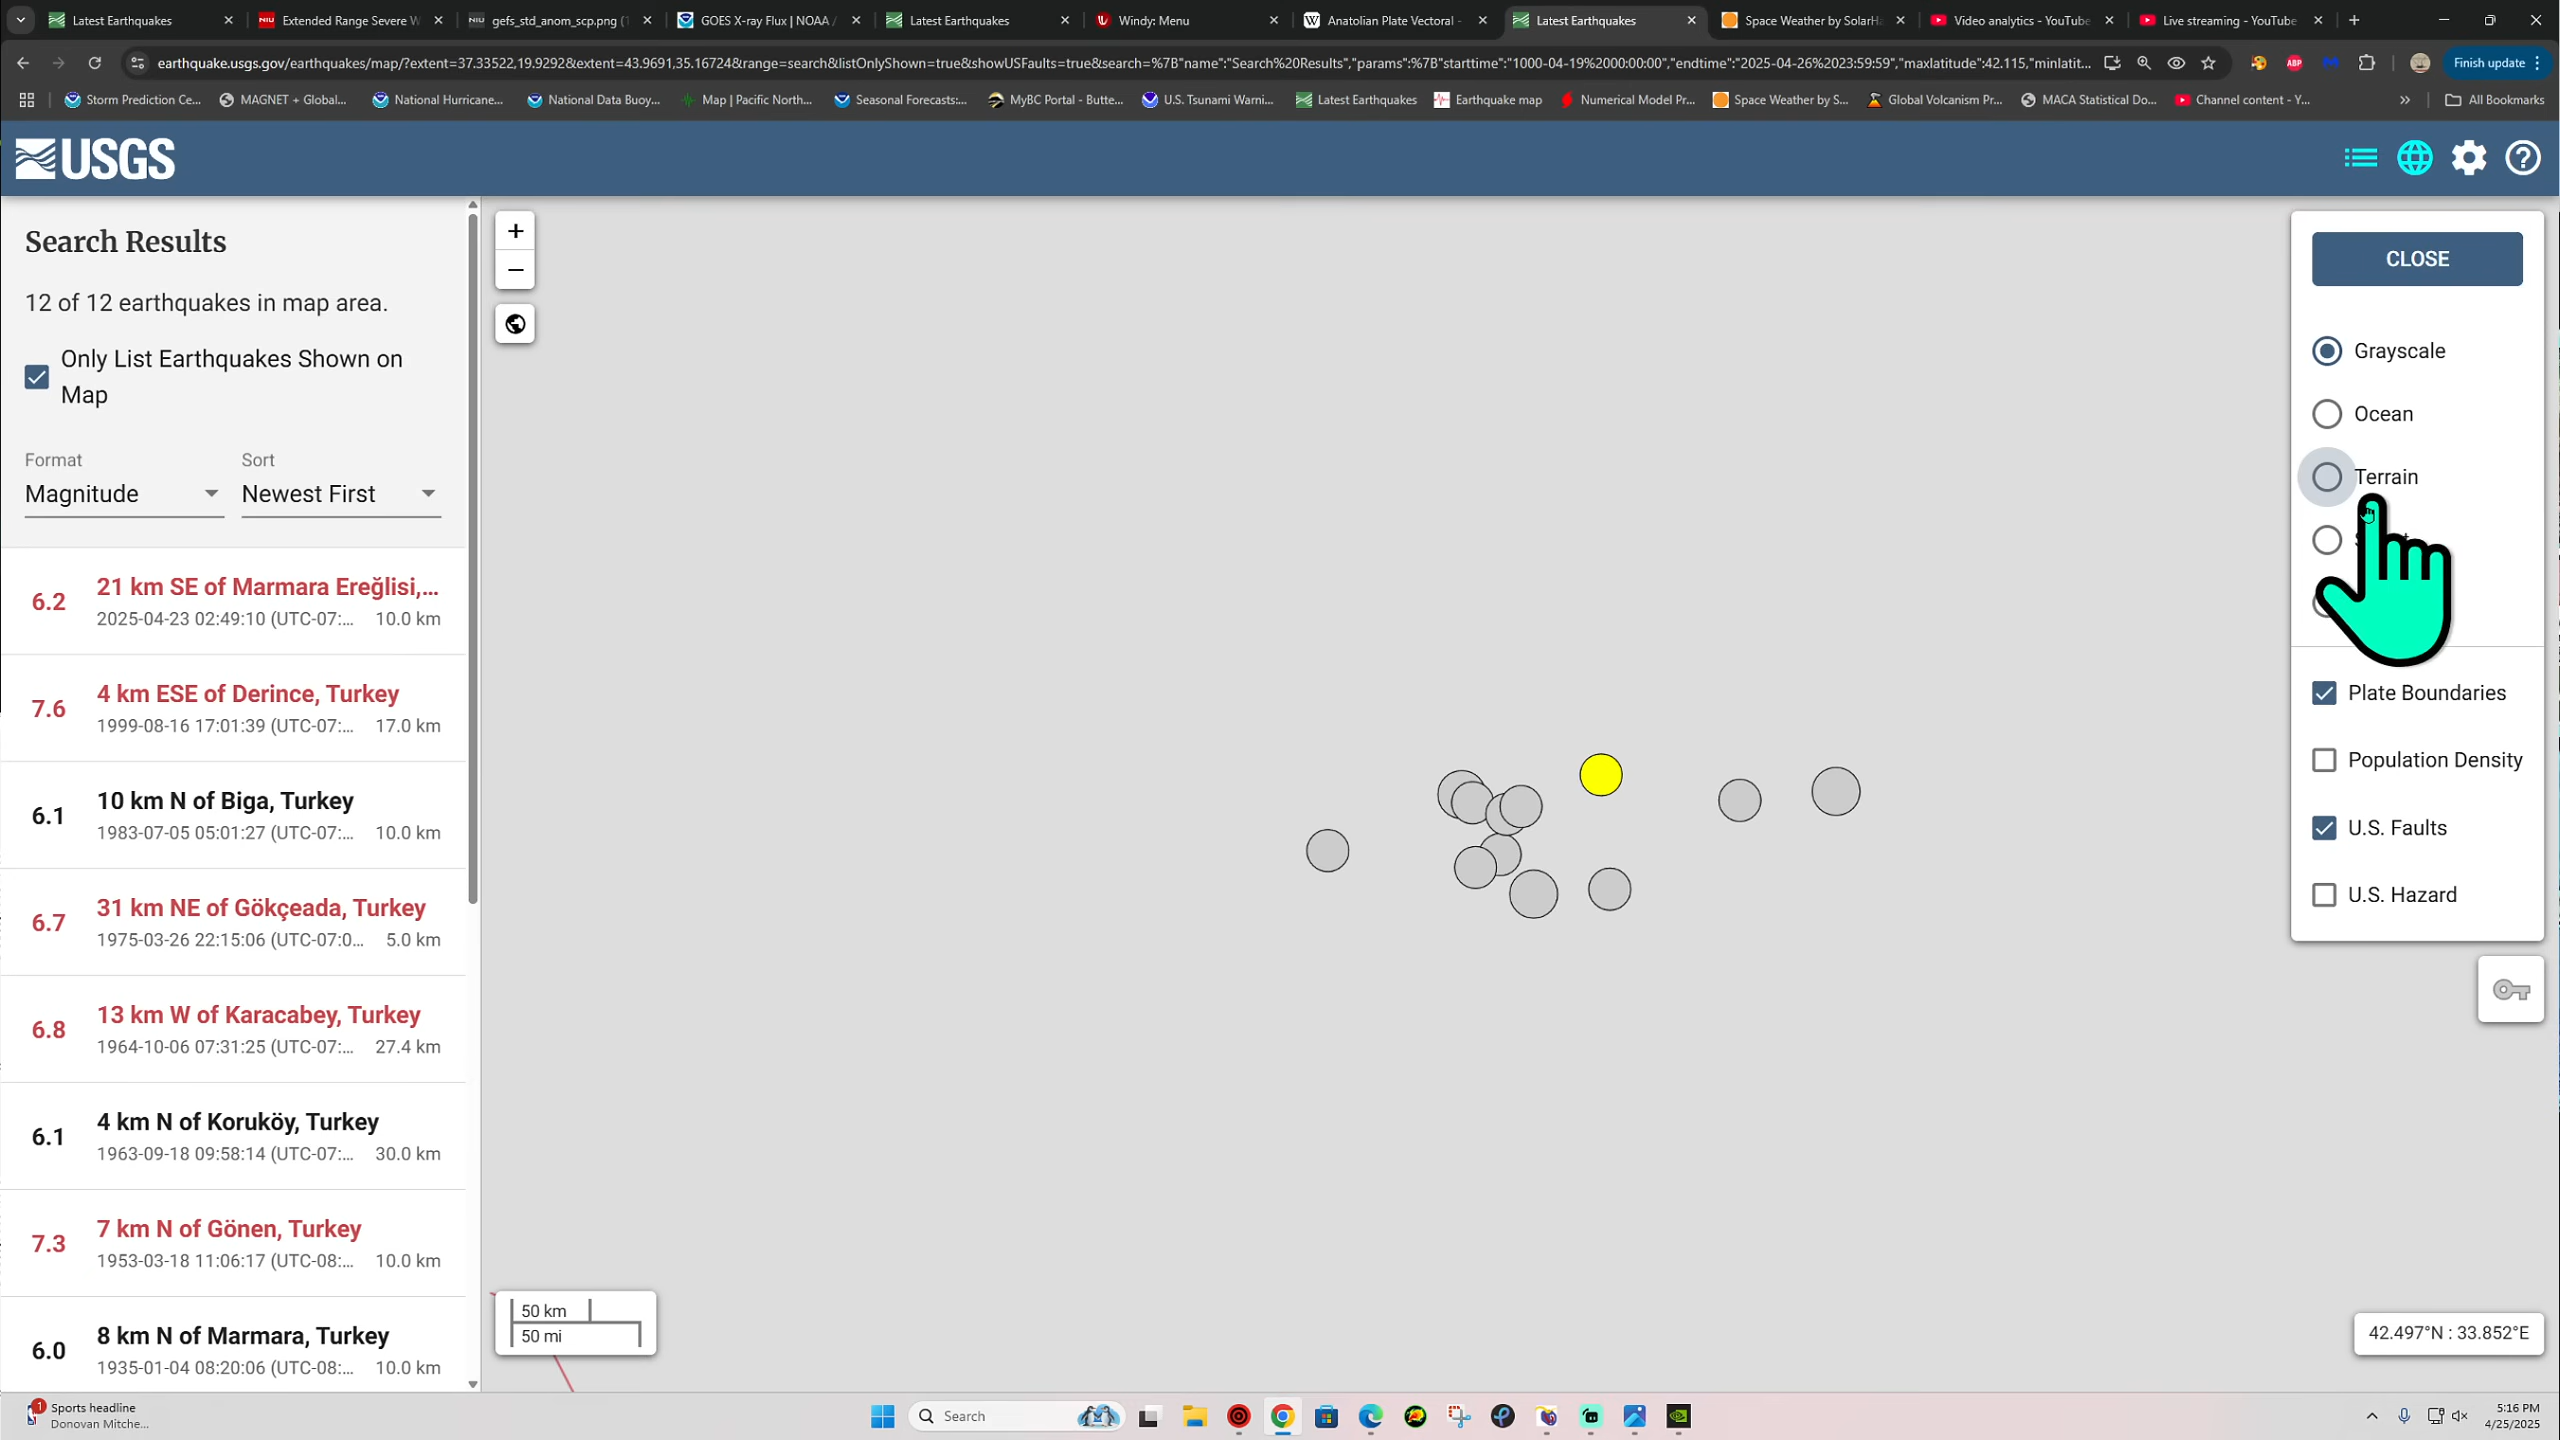 Latest Earthquakes
Extended Range Severe W
gefs_std_anom_scp.png (1
GOES X-ray Flux | NOAA /
Latest Earthquakes
Windy: Menu
Anatolian Plate Vectoral -
Latest Earthquakes
Space Weather by SolarHa
Video analytics - YouTube
Live streaming - YouTube
earthquake.usgs.gov/earthquakes/map/?extent=37.33522,19.9292&extent=43.9691,35.16724&range=search&listOnlyShown=true&showUSFaults=true&search=%7B"name":"Search%20Results","params":%7B"starttime":"1000-04-19%2000:00:00","endtime":"2025-04-26%2023:59:59","maxlatitude":42.115,"minlatit...
Finish update
Storm Prediction Ce...
MAGNET + Global...
National Hurricane...
National Data Buoy...
Map | Pacific North...
Seasonal Forecasts:...
MyBC Portal - Butte...
U.S. Tsunami Warni...
Latest Earthquakes
Earthquake map
Numerical Model Pr...
Space Weather by S...
Global Volcanism Pr...
MACA Statistical Do...
Channel content - Y...
All Bookmarks
USGS
Search Results
12 of 12 earthquakes in map area.
Only List Earthquakes Shown on
Map
Format
Sort
Magnitude
Newest First
6.2
21 km SE of Marmara Ereğlisi,...
2025-04-23 02:49:10 (UTC-07:... 10.0 km
7.6
4 km ESE of Derince, Turkey
1999-08-16 17:01:39 (UTC-07:... 17.0 km
6.1
10 km N of Biga, Turkey
1983-07-05 05:01:27 (UTC-07:... 10.0 km
6.7
31 km NE of Gökçeada, Turkey
1975-03-26 22:15:06 (UTC-07:0... 5.0 km
6.8
13 km W of Karacabey, Turkey
1964-10-06 07:31:25 (UTC-07:... 27.4 km
6.1
4 km N of Koruköy, Turkey
1963-09-18 09:58:14 (UTC-07:... 30.0 km
7.3
7 km N of Gönen, Turkey
1953-03-18 11:06:17 (UTC-08:... 10.0 km
6.0
8 km N of Marmara, Turkey
1935-01-04 08:20:06 (UTC-08:... 10.0 km
+
−
50 km
50 mi
CLOSE
Grayscale
Ocean
Terrain
Plate Boundaries
Population Density
U.S. Faults
U.S. Hazard
42.497°N : 33.852°E
1
Sports headline
Donovan Mitche...
Search
5:16 PM
4/25/2025